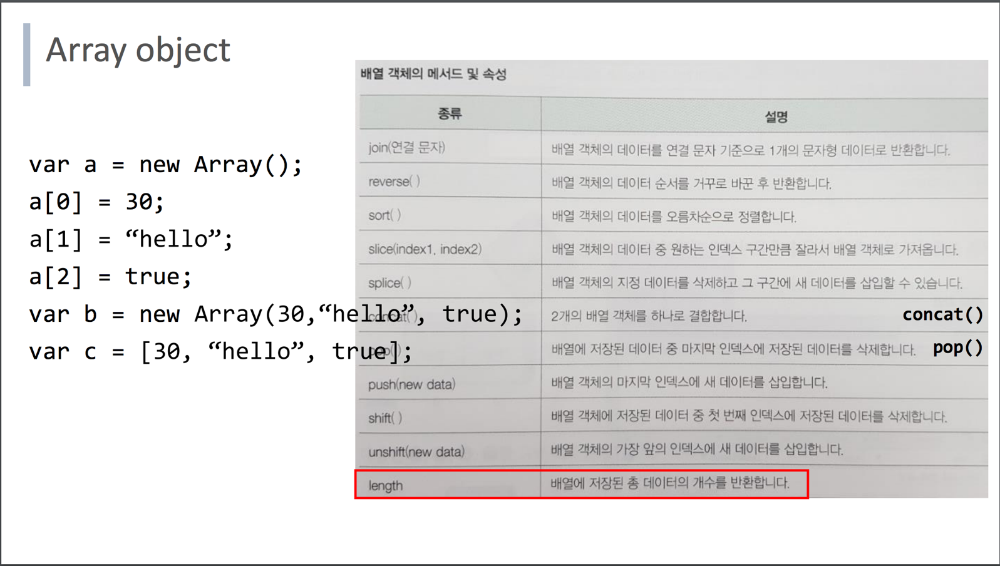 Array object
var a = new Array();
a[0] = 30;
a[1] = “hello”;
a[2] = true;
var b = new Array(30,“hello”, true);
var c = [30, “hello”, true];
배열 객체의 메서드 및 속성
종류 설명
join(연결 문자) 배열 객체의 데이터를 연결 문자 기준으로 1개의 문자형 데이터로 반환합니다.
reverse( ) 배열 객체의 데이터 순서를 거꾸로 바꾼 후 반환합니다.
sort( ) 배열 객체의 데이터를 오름차순으로 정렬합니다.
slice(index1, index2) 배열 객체의 데이터 중 원하는 인덱스 구간만큼 잘라서 배열 객체로 가져옵니다.
splice( ) 배열 객체의 지정 데이터를 삭제하고 그 구간에 새 데이터를 삽입할 수 있습니다.
concat( ) 2개의 배열 객체를 하나로 결합합니다. concat()
pop( ) 배열에 저장된 데이터 중 마지막 인덱스에 저장된 데이터를 삭제합니다. pop()
push(new data) 배열 객체의 마지막 인덱스에 새 데이터를 삽입합니다.
shift( ) 배열 객체에 저장된 데이터 중 첫 번째 인덱스에 저장된 데이터를 삭제합니다.
unshift(new data) 배열 객체의 가장 앞의 인덱스에 새 데이터를 삽입합니다.
length 배열에 저장된 총 데이터의 개수를 반환합니다.